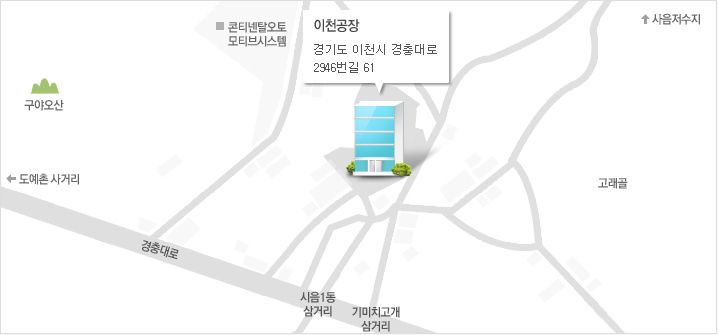 이천공장
경기도 이천시 경충대로
2946번길 61
콘티넨탈오토
모티브시스템
사음저수지
구야오산
도예촌 사거리
고래골
경충대로
시음1동
삼거리
기미치고개
삼거리